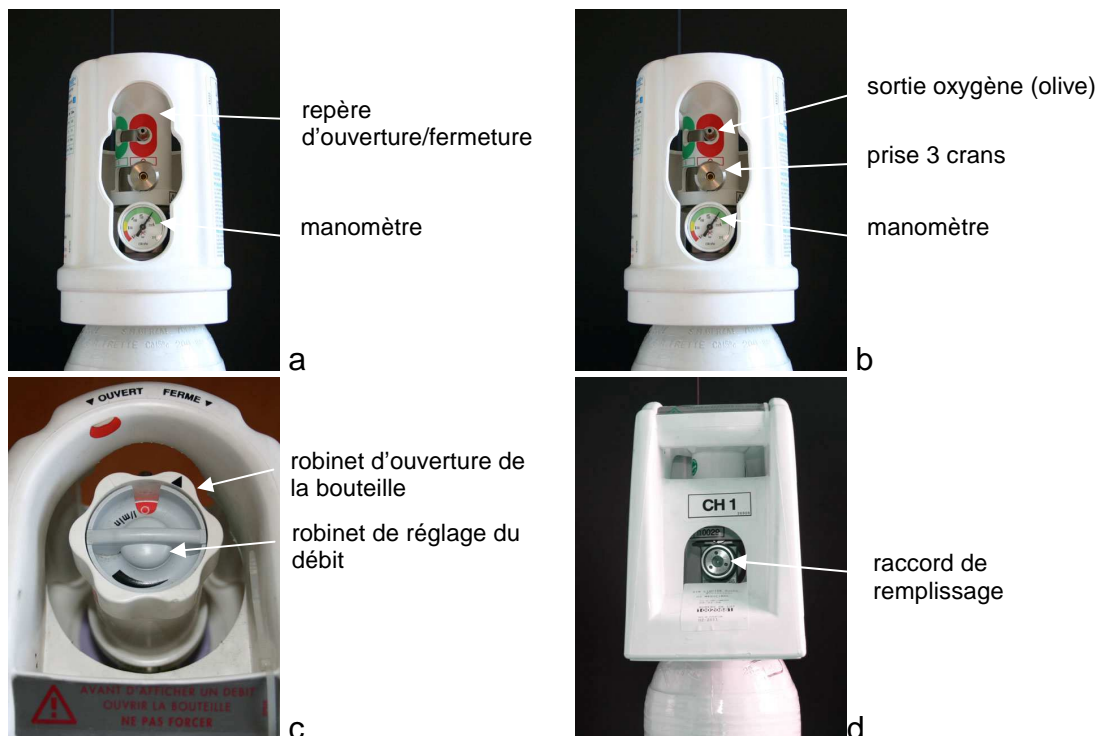 repère
d'ouverture/fermeture
manomètre
a
sortie oxygène (olive)
prise 3 crans
manomètre
b
OUVERT FERME
l/min
AVANT D'AFFICHER UN DEBIT
OUVRIR LA BOUTEILLE
NE PAS FORCER
robinet d'ouverture de
la bouteille
robinet de réglage du
débit
c
CH 1
raccord de
remplissage
d